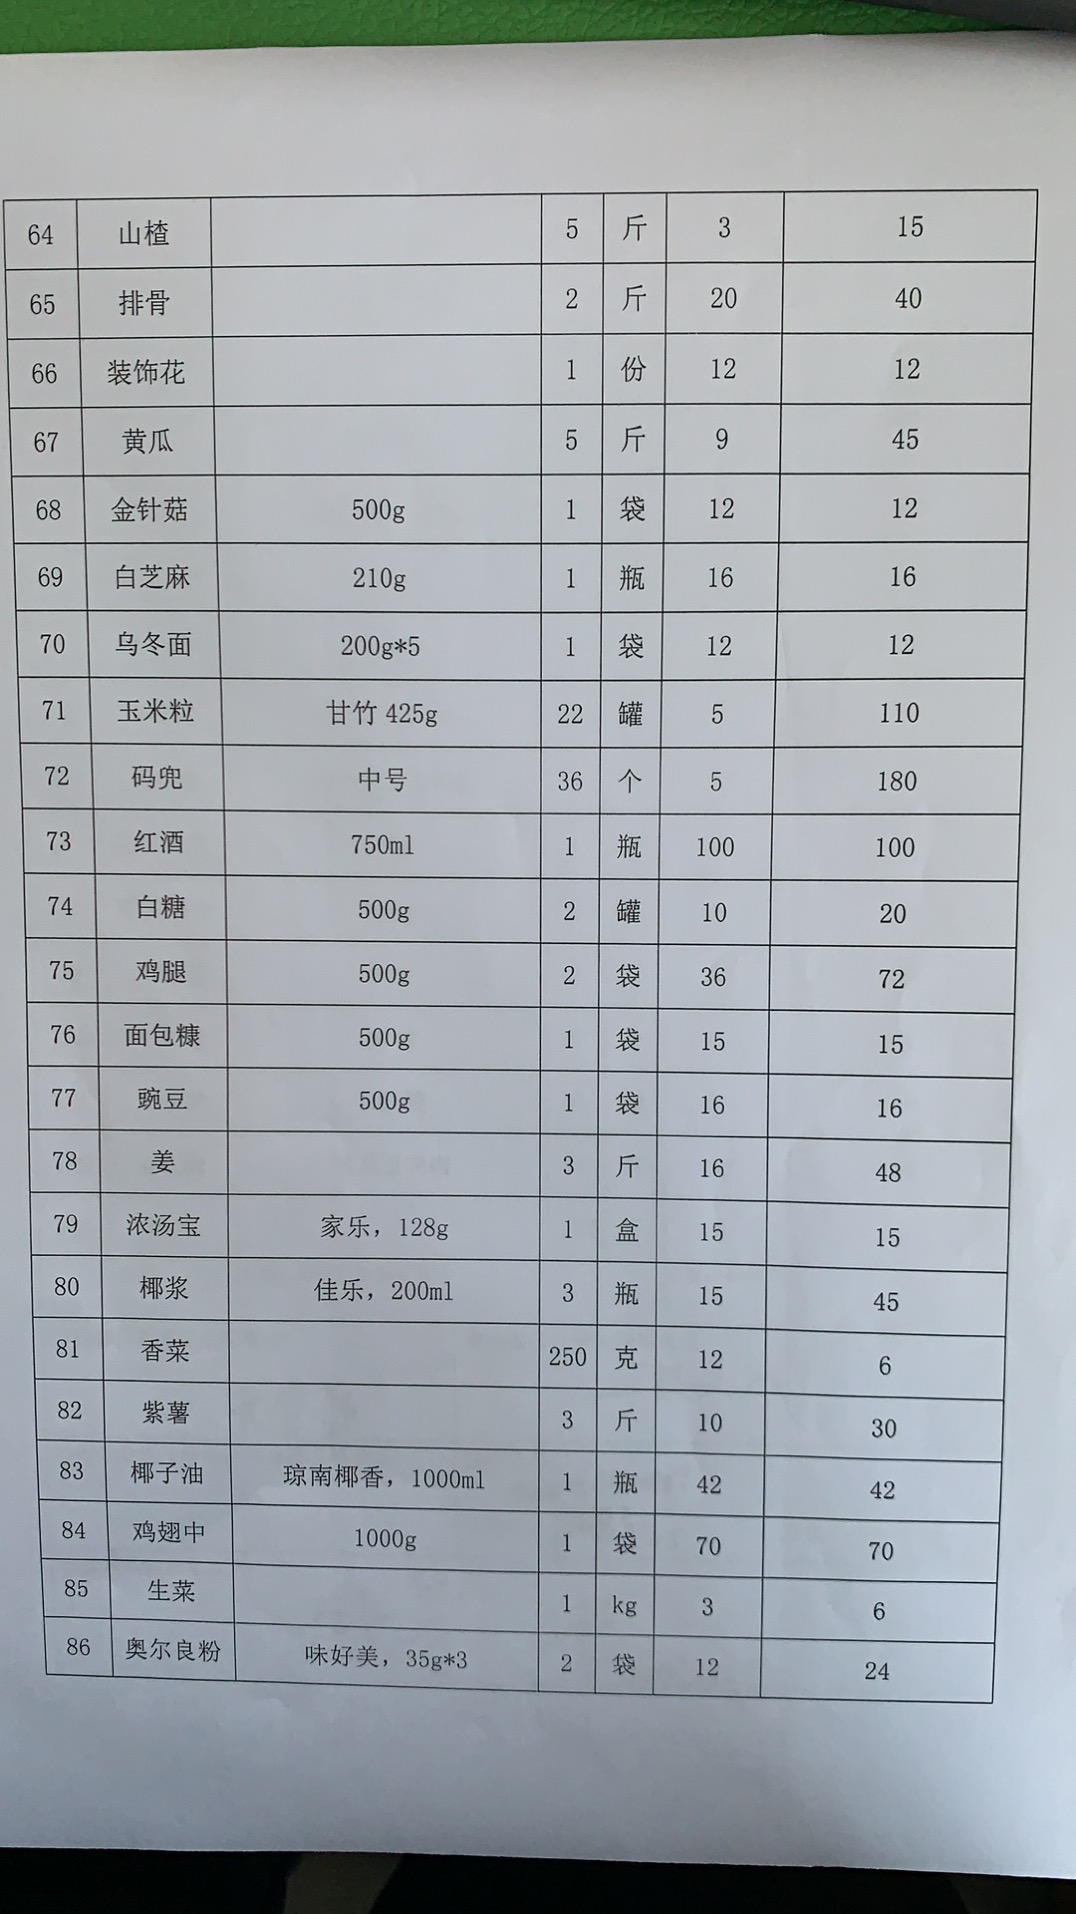 64 山楂 5 斤 3 15
65 排骨 2 斤 20 40
66 装饰花 1 份 12 12
67 黄瓜 5 斤 9 45
68 金针菇 500g 1 袋 12 12
69 白芝麻 210g 1 瓶 16 16
70 乌冬面 200g*5 1 袋 12 12
71 玉米粒 甘竹 425g 22 罐 5 110
72 码兜 中号 36 个 5 180
73 红酒 750ml 1 瓶 100 100
74 白糖 500g 2 罐 10 20
75 鸡腿 500g 2 袋 36 72
76 面包糠 500g 1 袋 15 15
77 豌豆 500g 1 袋 16 16
78 姜 3 斤 16 48
79 浓汤宝 家乐，128g 1 盒 15 15
80 椰浆 佳乐，200ml 3 瓶 15 45
81 香菜 250 克 12 6
82 紫薯 3 斤 10 30
83 椰子油 琼南椰香，1000ml 1 瓶 42 42
84 鸡翅中 1000g 1 袋 70 70
85 生菜 1 kg 3 6
86 奥尔良粉 味好美，35g*3 2 袋 12 24